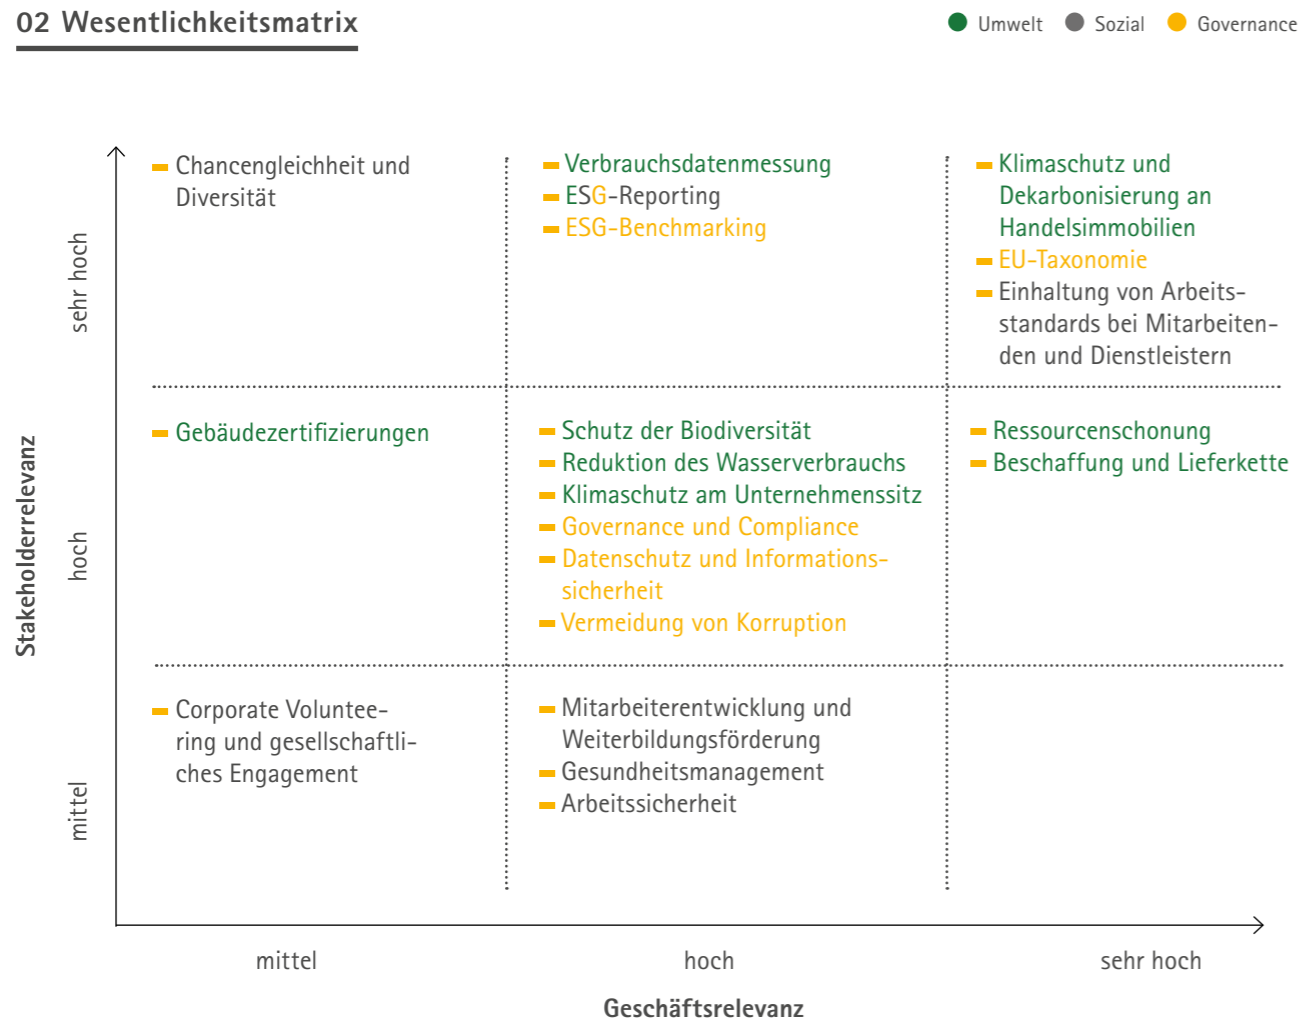 02 Wesentlichkeitsmatrix
Umwelt
Sozial
Governance
Stakeholderrelevanz
sehr hoch
Chancengleichheit und
Diversität
Verbrauchsdatenmessung
ESG-Reporting
ESG-Benchmarking
Klimaschutz und
Dekarbonisierung an
Handelsimmobilien
EU-Taxonomie
Einhaltung von Arbeits-
standards bei Mitarbeiten-
den und Dienstleistern
hoch
Gebäudezertifizierungen
Schutz der Biodiversität
Reduktion des Wasserverbrauchs
Klimaschutz am Unternehmenssitz
Governance und Compliance
Datenschutz und Informations-
sicherheit
Vermeidung von Korruption
Ressourcenschonung
Beschaffung und Lieferkette
mittel
Corporate Voluntee-
ring und gesellschaftli-
ches Engagement
Mitarbeiterentwicklung und
Weiterbildungsförderung
Gesundheitsmanagement
Arbeitssicherheit
mittel
hoch
sehr hoch
Geschäftsrelevanz